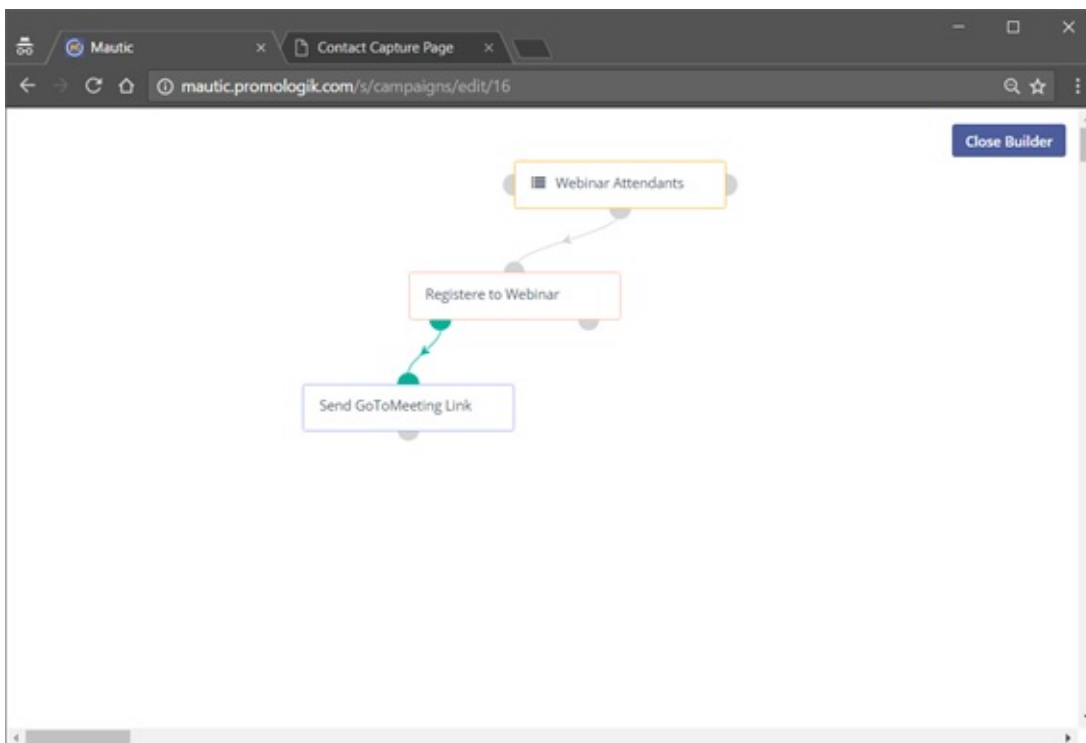 Mautic
Contact Capture Page
mautic.promologik.com/s/campaigns/edit/16
Close Builder
Webinar Attendants
Registere to Webinar
Send GoToMeeting Link